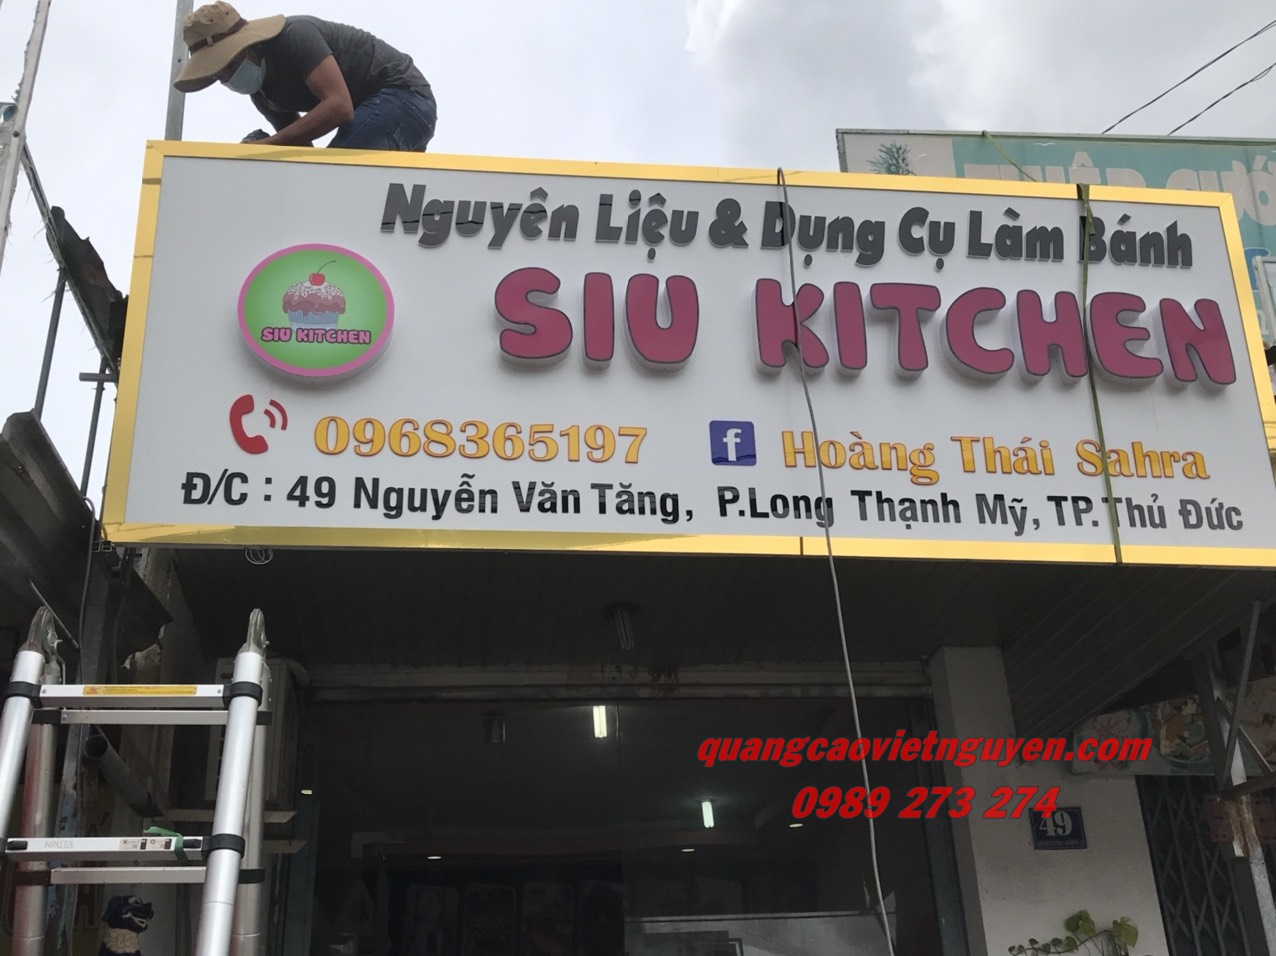 Nguyên Liệu & Dụng Cụ Làm Bánh
SIU KITCHEN
SIU KITCHEN
0968365197
f Hoàng Thái Sahra
Đ/C : 49 Nguyễn Văn Tăng, P.Long Thạnh Mỹ, TP.Thủ Đức
quangcaovietnguyen.com
0989 273 274
49